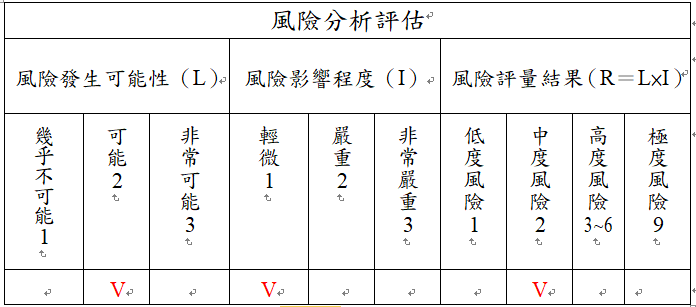 風險分析評估
風險發生可能性（L） 風險影響程度（I） 風險評量結果（R＝L×I）
幾乎不可能1 可能2 非常可能3 輕微1 嚴重2 非常嚴重3 低度風險1 中度風險2 高度風險3~6 極度風險9
V V V